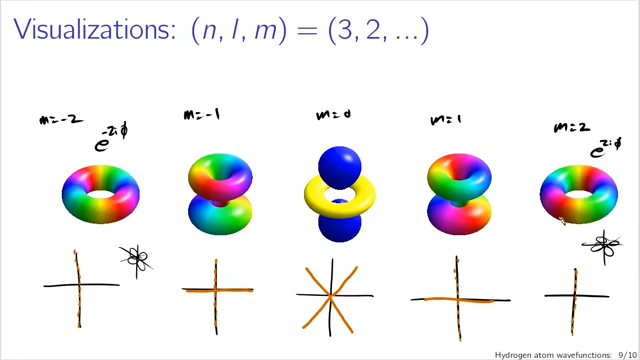 Visualizations: (n, l, m) = (3, 2, ...)
m=-2
m=-1
m=0
m=1
m=2
e^-2iϕ
e^2iϕ
Hydrogen atom wavefunctions: 9/10